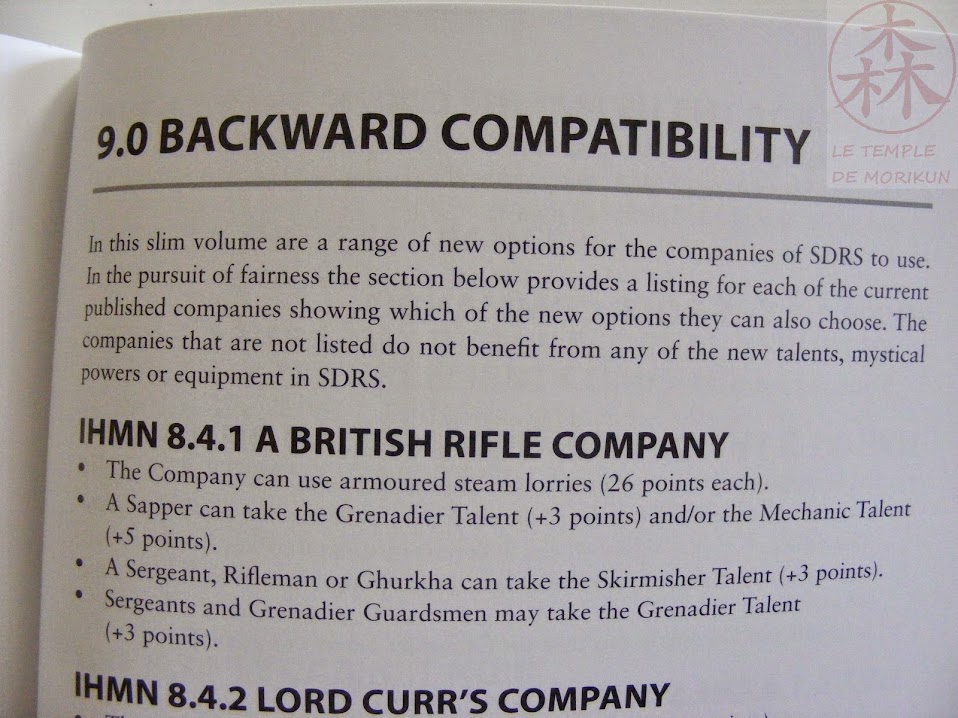 森
LE TEMPLE
DE MORIKUN
9.0 BACKWARD COMPATIBILITY
In this slim volume are a range of new options for the companies of SDRS to use.
In the pursuit of fairness the section below provides a listing for each of the current
published companies showing which of the new options they can also choose. The
companies that are not listed do not benefit from any of the new talents, mystical
powers or equipment in SDRS.
IHMN 8.4.1 A BRITISH RIFLE COMPANY
• The Company can use armoured steam lorries (26 points each).
• A Sapper can take the Grenadier Talent (+3 points) and/or the Mechanic Talent
(+5 points).
• A Sergeant, Rifleman or Ghurkha can take the Skirmisher Talent (+3 points).
• Sergeants and Grenadier Guardsmen may take the Grenadier Talent
(+3 points).
IHMN 8.4.2 LORD CURR'S COMPANY